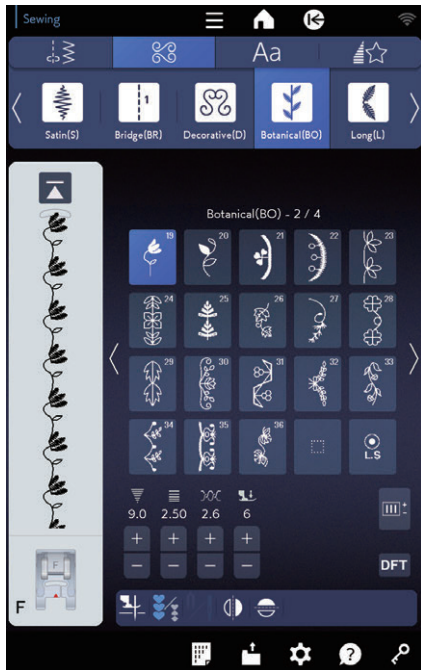 Sewing
Aa
1
Satin(S) Bridge(BR) Decorative(D) Botanical(BO) Long(L)
Botanical(BO) - 2 / 4
19 20 21 22 23
24 25 26 27 28
29 30 31 32 33
34 35 36
L.S
9.0 2.50 2.6 6
+ + + +
− − − −
DFT
F
F
?